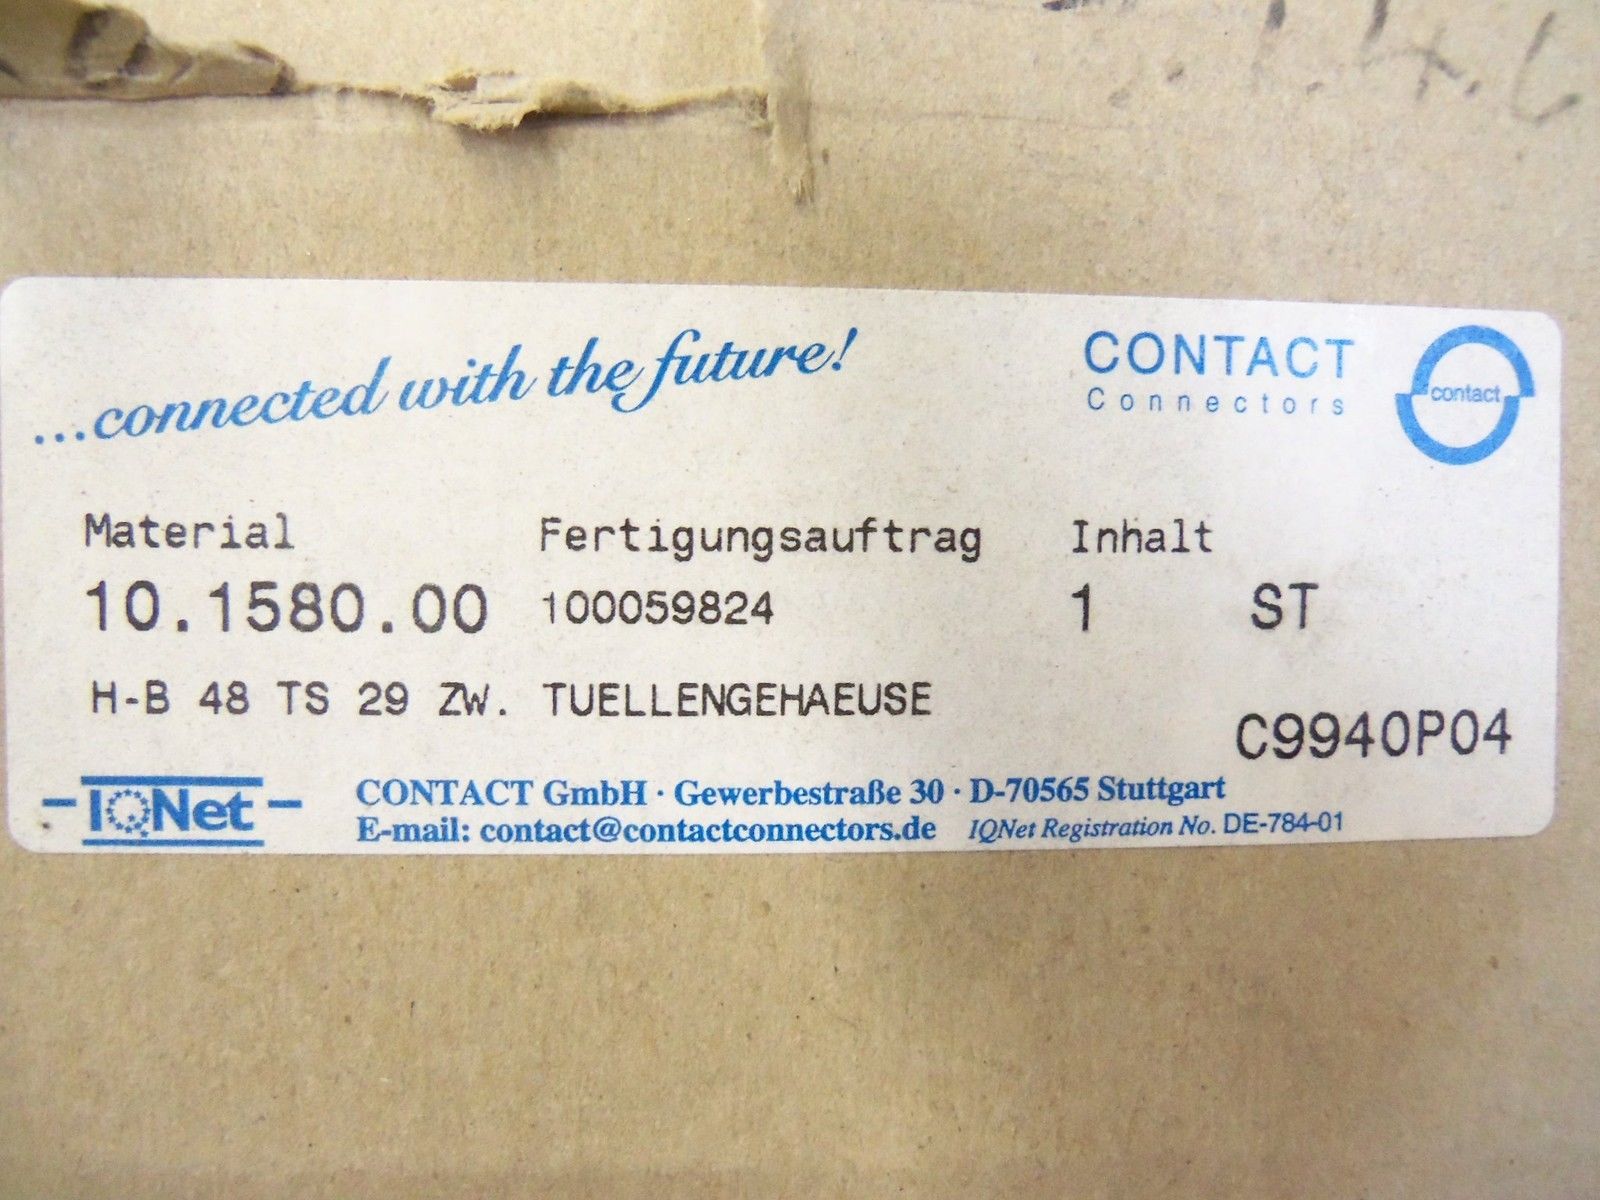 ...connected with the future!
CONTACT
Connectors
contact
Material Fertigungsauftrag Inhalt
10.1580.00 100059824 1 ST
H-B 48 TS 29 ZW. TUELLENGEHAEUSE
C9940P04
IQNet
CONTACT GmbH · Gewerbestraße 30 · D-70565 Stuttgart
E-mail: contact@contactconnectors.de IQNet Registration No. DE-784-01